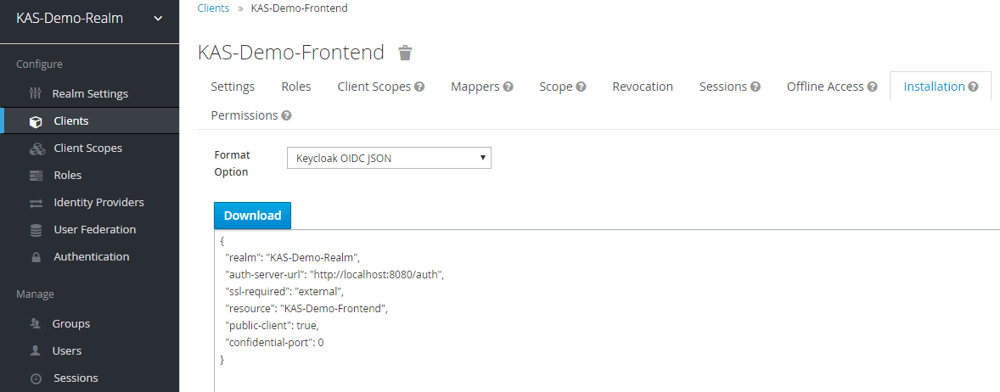 KAS-Demo-Realm
Configure
Realm Settings
Clients
Client Scopes
Roles
Identity Providers
User Federation
Authentication
Manage
Groups
Users
Sessions
Clients » KAS-Demo-Frontend
KAS-Demo-Frontend
Settings Roles Client Scopes Mappers Scope Revocation Sessions Offline Access Installation
Permissions
Format
Option
Keycloak OIDC JSON
Download
{
"realm": "KAS-Demo-Realm",
"auth-server-url": "http://localhost:8080/auth",
"ssl-required": "external",
"resource": "KAS-Demo-Frontend",
"public-client": true,
"confidential-port": 0
}